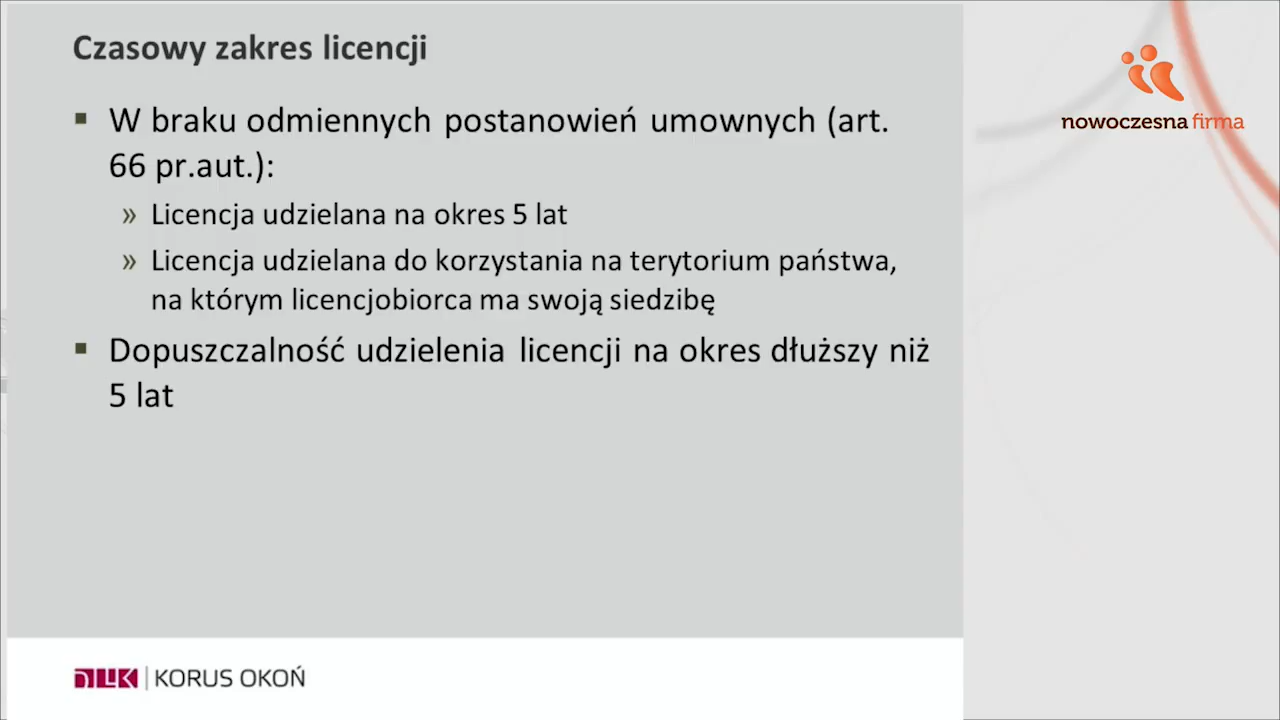 Czasowy zakres licencji
W braku odmiennych postanowień umownych (art.
66 pr.aut.):
» Licencja udzielana na okres 5 lat
» Licencja udzielana do korzystania na terytorium państwa,
na którym licencjobiorca ma swoją siedzibę
Dopuszczalność udzielenia licencji na okres dłuższy niż
5 lat
nowoczesna firma
KORUS OKOŃ